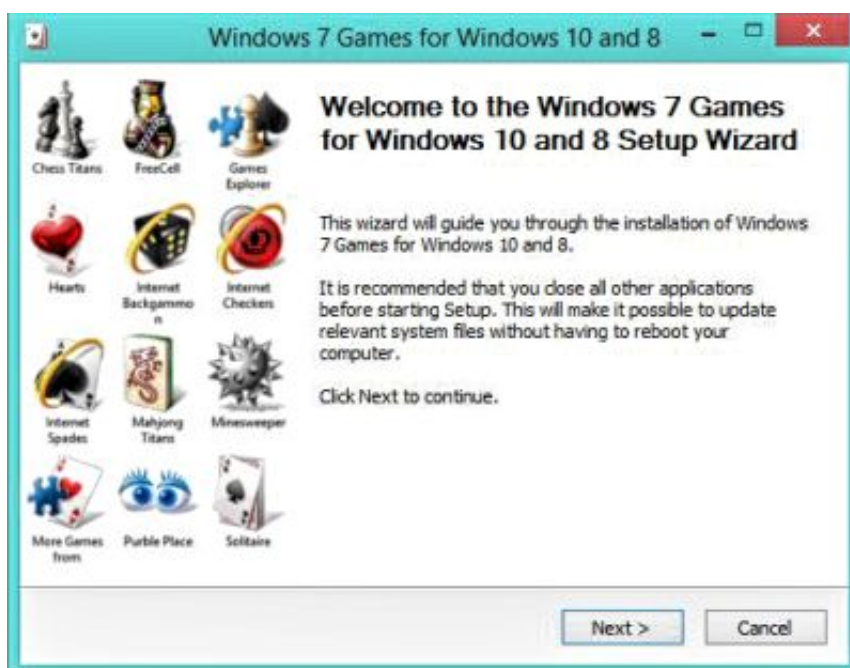 Windows 7 Games for Windows 10 and 8
Chess Titans
FreeCell
Games
Explorer
Hearts
Internet
Backgammo
n
Internet
Checkers
Internet
Spades
Mahjong
Titans
Minesweeper
More Games
from
Purble Place
Solitaire
Welcome to the Windows 7 Games
for Windows 10 and 8 Setup Wizard
This wizard will guide you through the installation of Windows
7 Games for Windows 10 and 8.
It is recommended that you close all other applications
before starting Setup. This will make it possible to update
relevant system files without having to reboot your
computer.
Click Next to continue.
Next >
Cancel